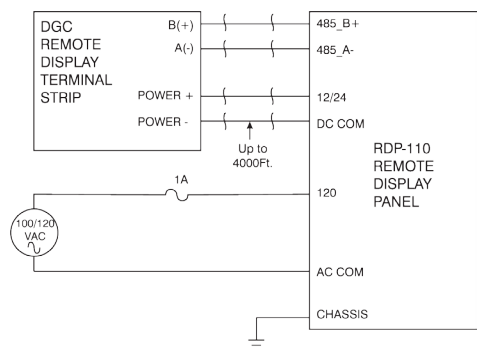 DGC
REMOTE
DISPLAY
TERMINAL
STRIP
B(+)
A(-)
POWER +
POWER -
485_B+
485_A-
12/24
DC COM
Up to
4000Ft.
RDP-110
REMOTE
DISPLAY
PANEL
1A
120
100/120
VAC
AC COM
CHASSIS